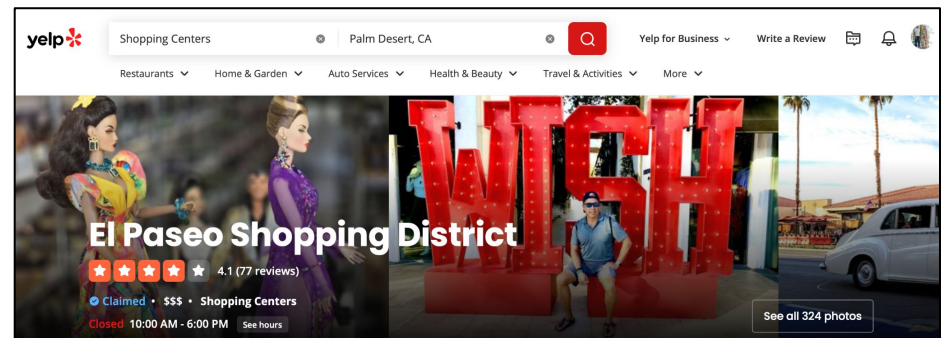 yelp
Shopping Centers
Palm Desert, CA
Yelp for Business
Write a Review
Restaurants
Home & Garden
Auto Services
Health & Beauty
Travel & Activities
More
WISH
El Paseo Shopping District
4.1 (77 reviews)
Claimed • $$$ • Shopping Centers
Closed 10:00 AM - 6:00 PM See hours
See all 324 photos